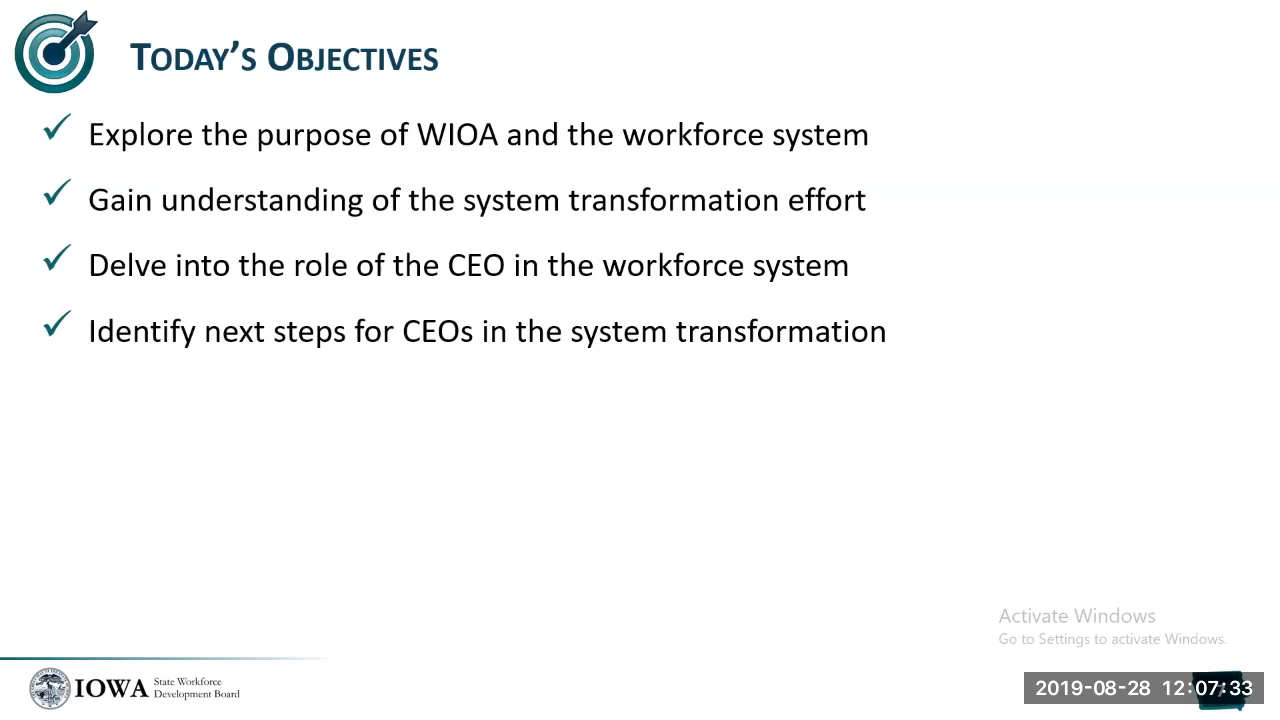 TODAY'S OBJECTIVES
✓ Explore the purpose of WIOA and the workforce system
✓ Gain understanding of the system transformation effort
✓ Delve into the role of the CEO in the workforce system
✓ Identify next steps for CEOs in the system transformation
Activate Windows
Go to Settings to activate Windows.
IOWA State Workforce
Development Board
2019-08-28 12:07:33